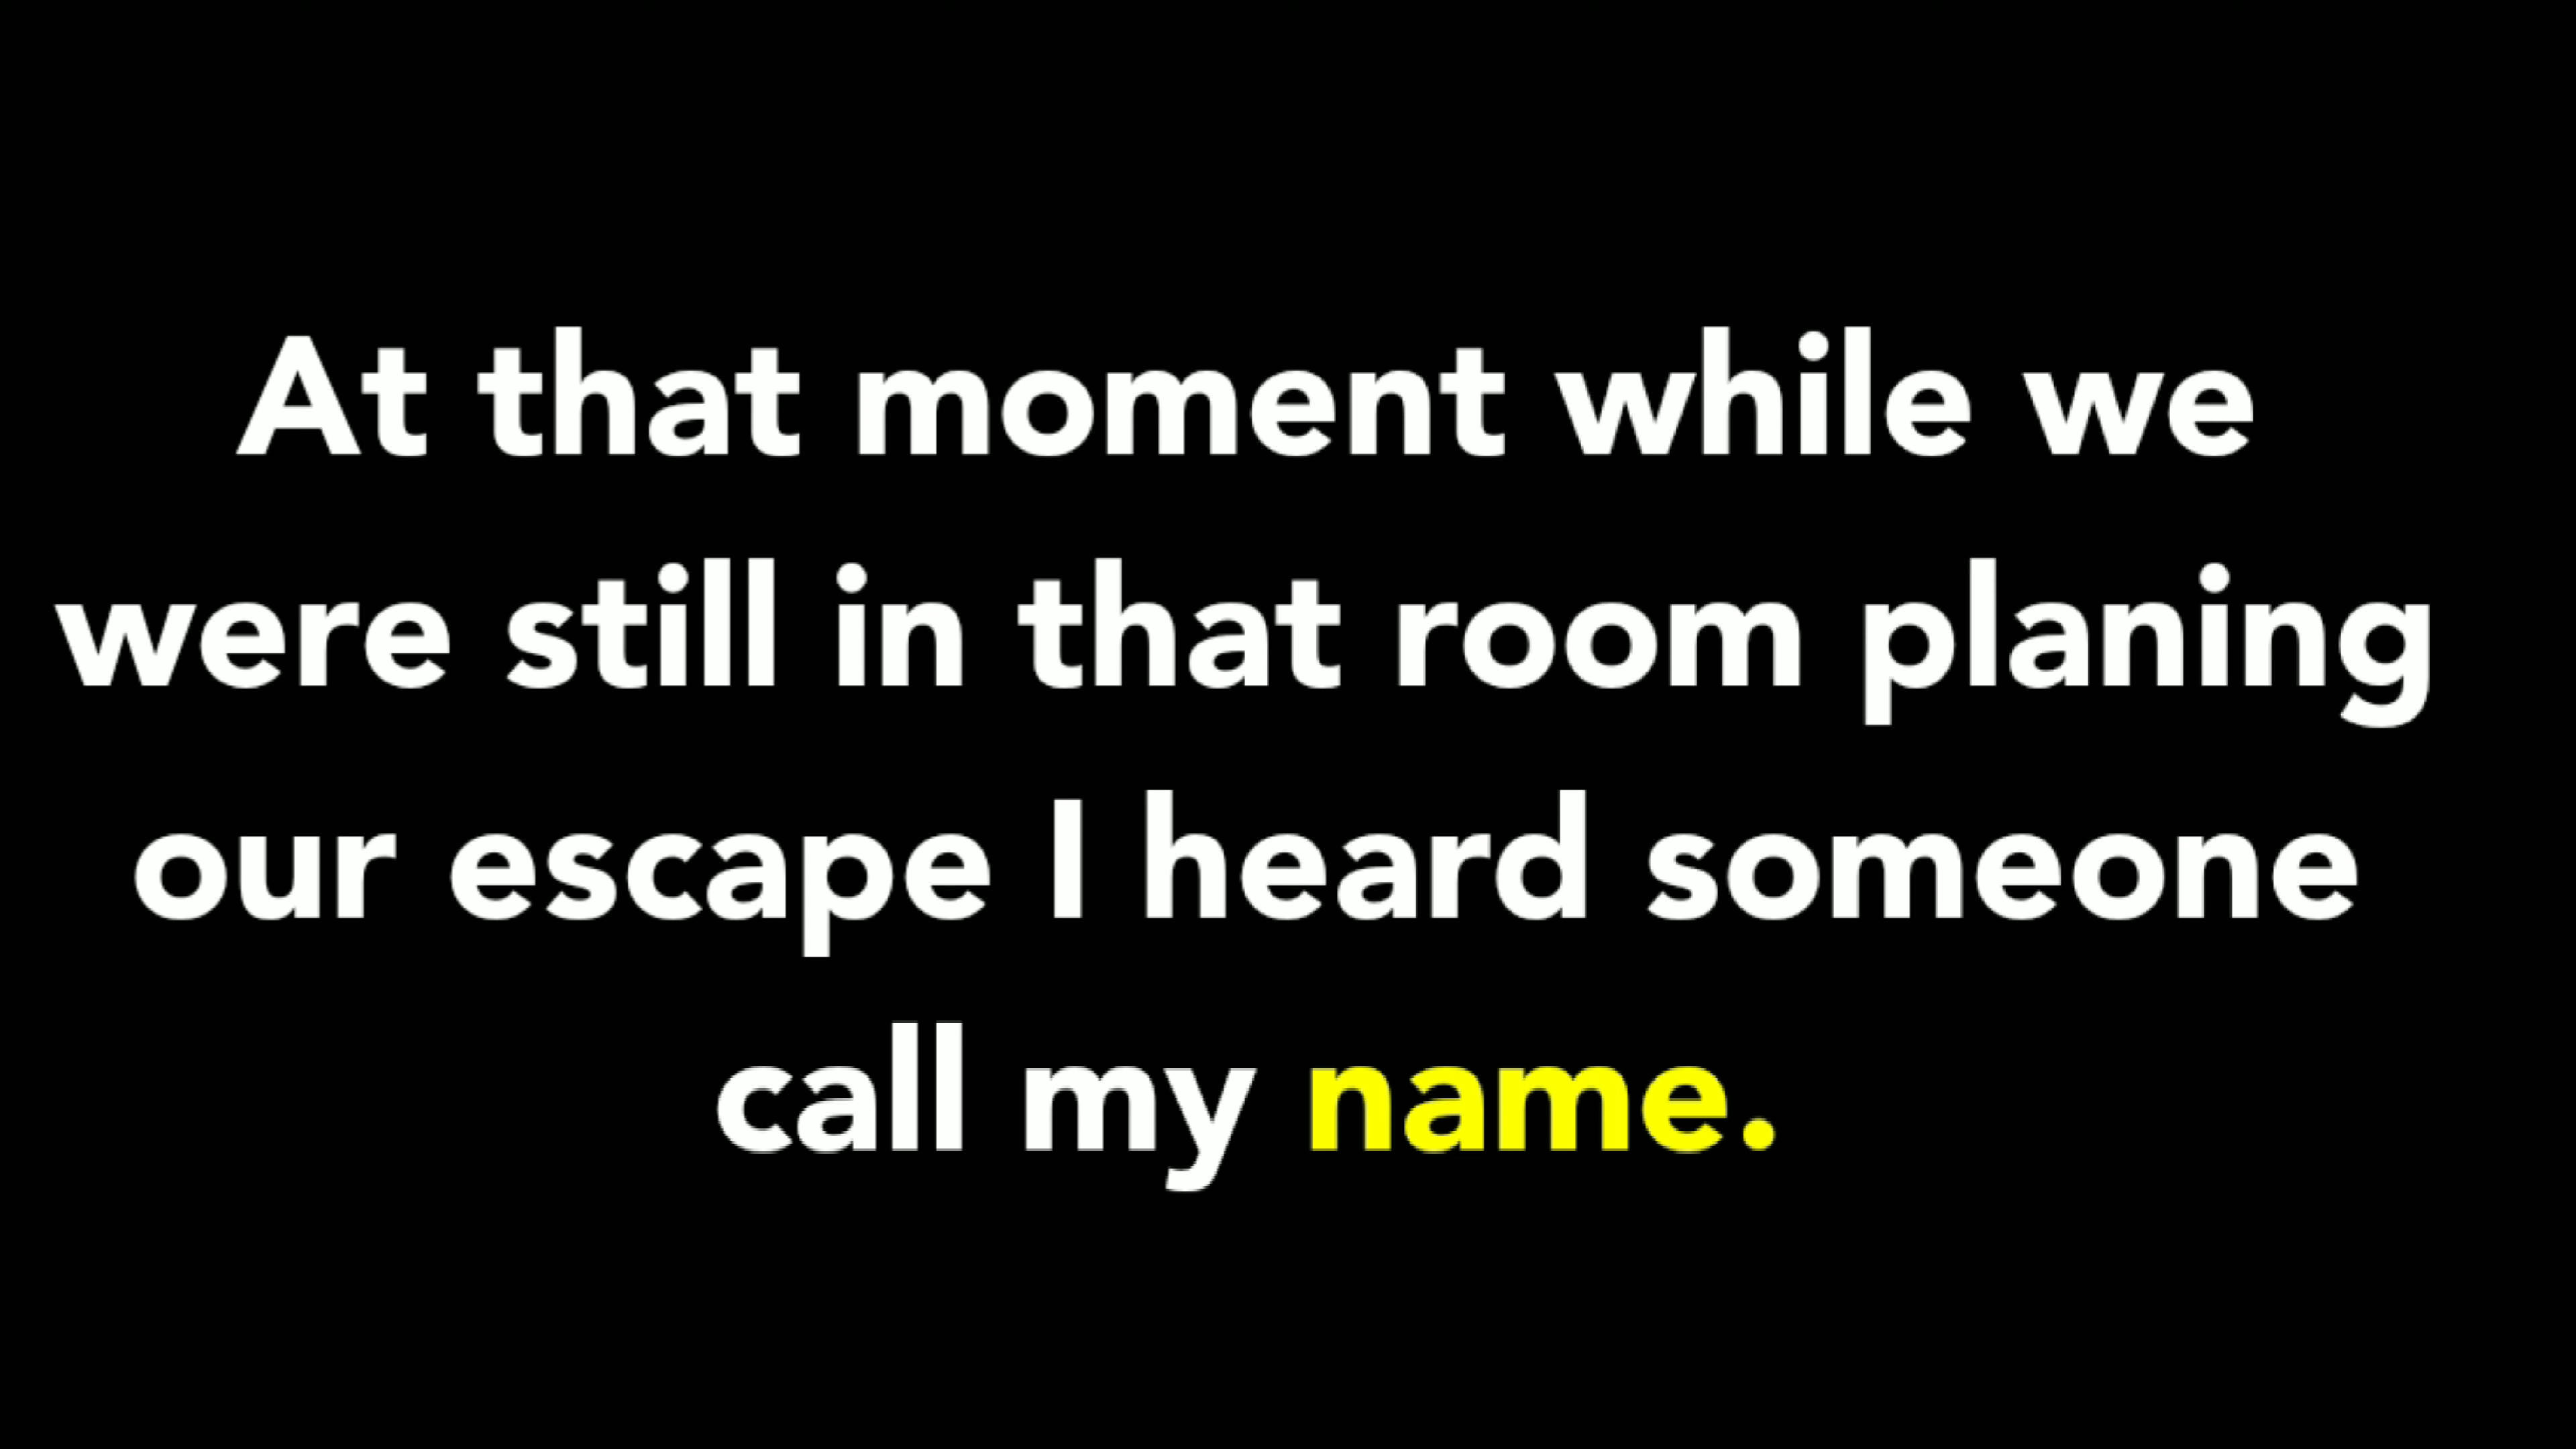 At that moment while we
were still in that room planing
our escape I heard someone
call my name.